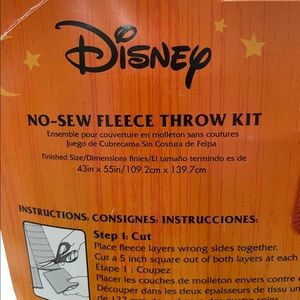 Disney
NO-SEW FLEECE THROW KIT
Ensemble pour couverture en molleton sans coutures
Juego de Cubrecama Sin Costura de Felpa
Finished Size/Dimensions finies/El tamaño termindo es de
43in x 55in/109.2cm x 139.7cm
INSTRUCTIONS: CONSIGNES: INSTRUCCIONES:
Step 1: Cut
Place fleece layers wrong sides together.
Cut a 5 inch square out of both layers at each
Étape 1 : Coupez
Placer les couches de molleton envers contre
Découper dans les deux épaisseurs de tissu un
de 127